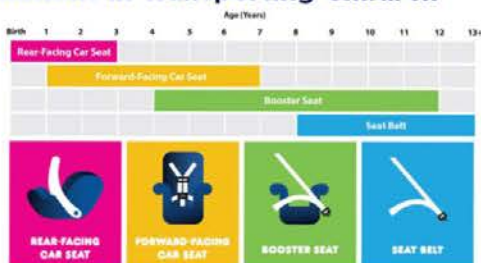 Age (Years)
Birth 1 2 3 4 5 6 7 8 9 10 11 12 13+
Rear-Facing Car Seat
Forward-Facing Car Seat
Booster Seat
Seat Belt
REAR-FACING
CAR SEAT
FORWARD-FACING
CAR SEAT
BOOSTER SEAT
SEAT BELT